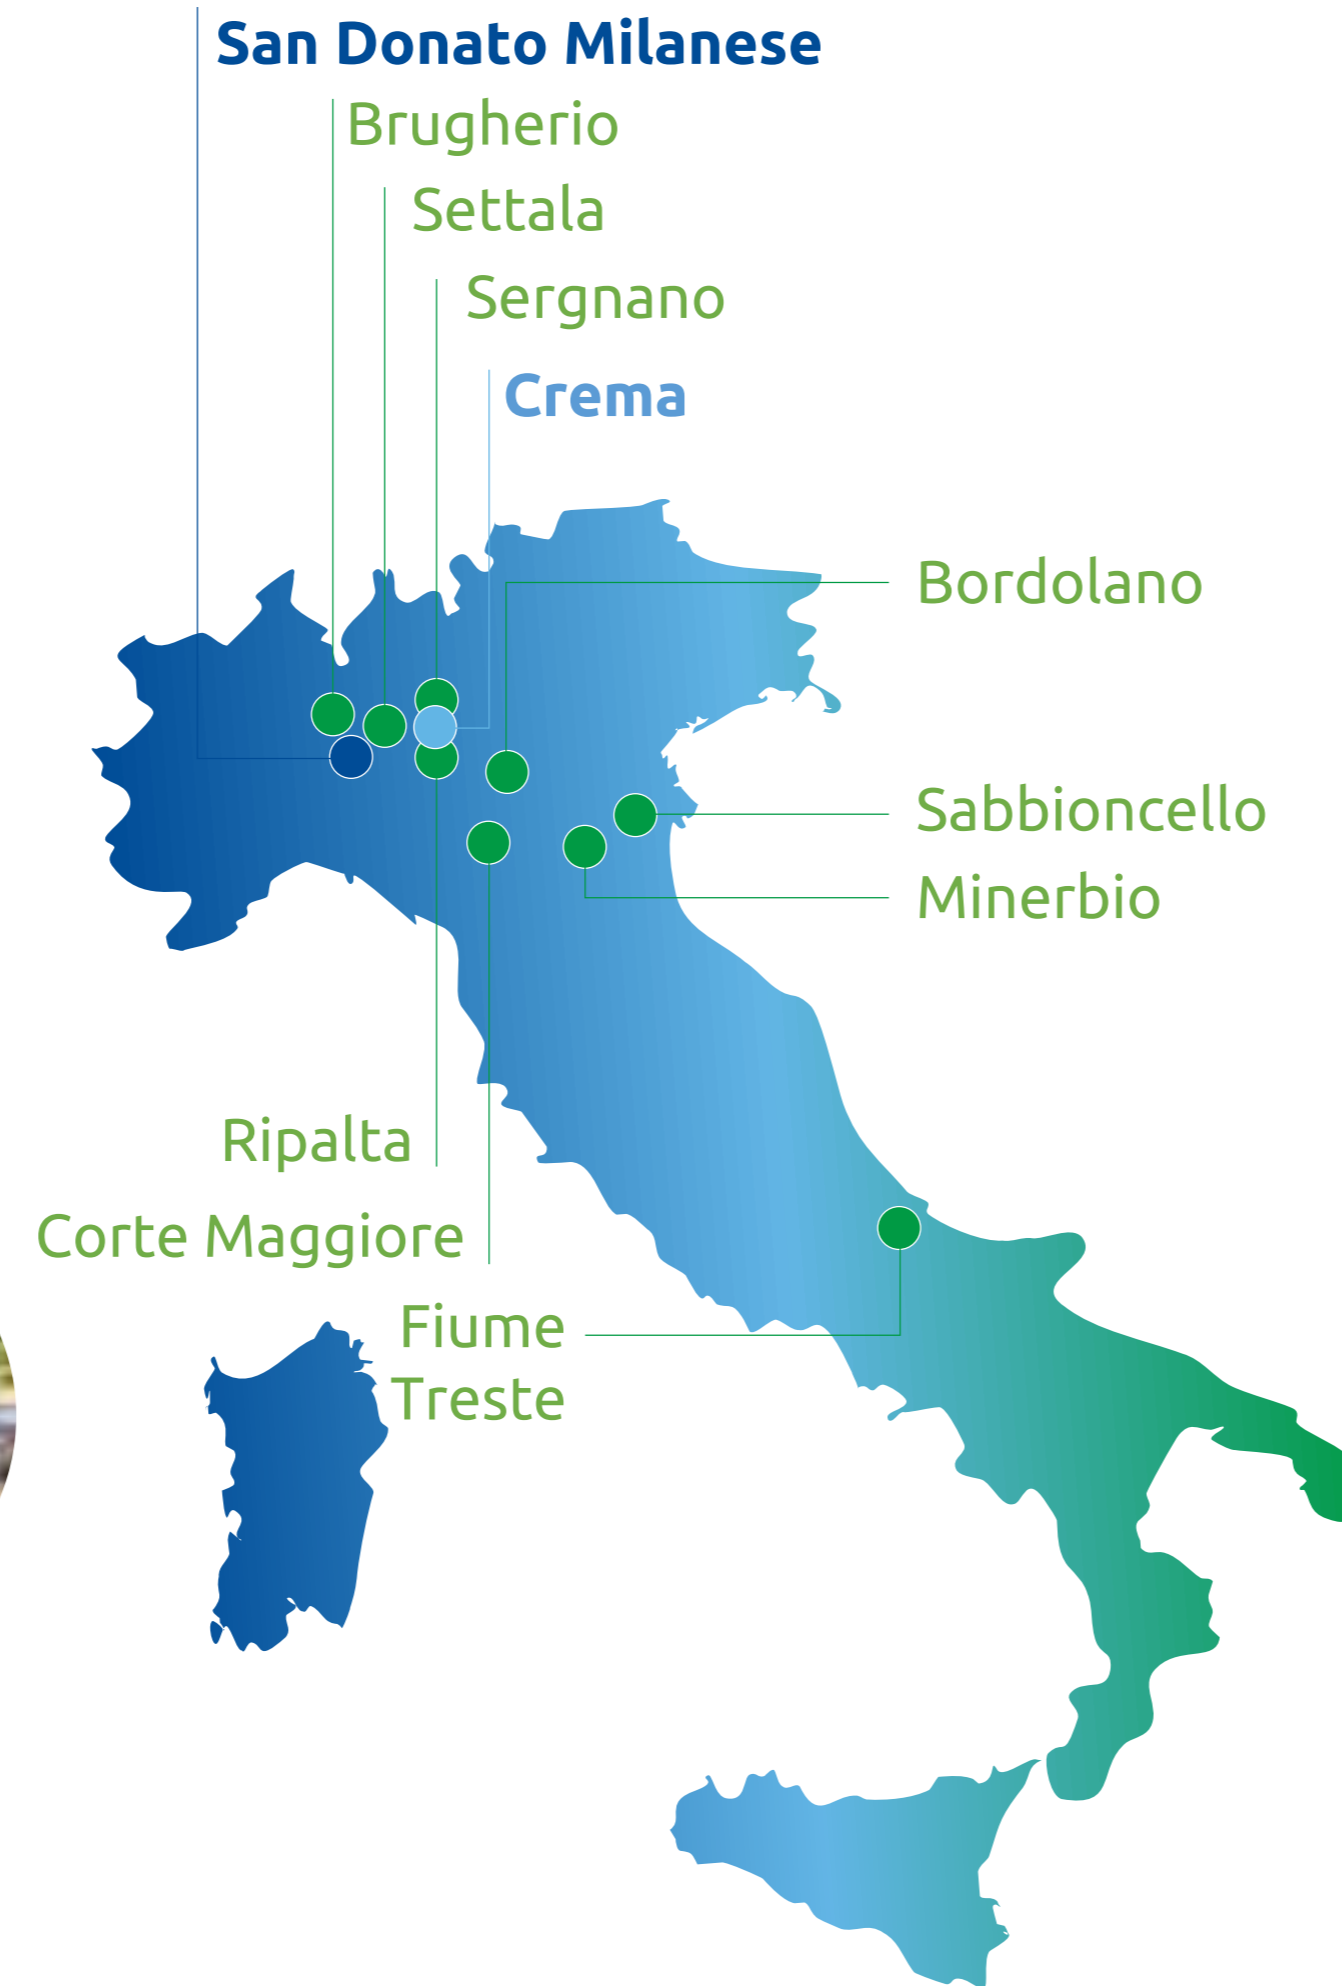 San Donato Milanese
Brugherio
Settala
Sergnano
Crema
Bordolano
Sabbioncello
Minerbio
Ripalta
Corte Maggiore
Fiume
Treste